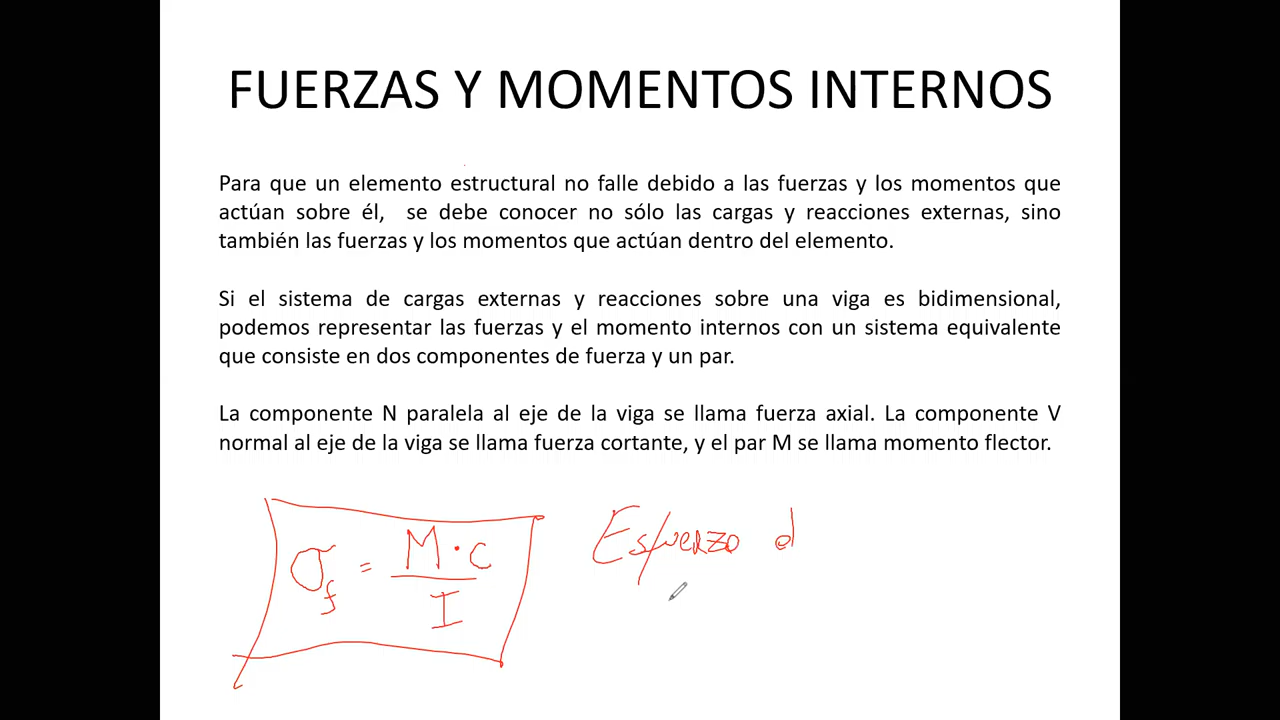 FUERZAS Y MOMENTOS INTERNOS
Para que un elemento estructural no falle debido a las fuerzas y los momentos que
actúan sobre él, se debe conocer no sólo las cargas y reacciones externas, sino
también las fuerzas y los momentos que actúan dentro del elemento.
Si el sistema de cargas externas y reacciones sobre una viga es bidimensional,
podemos representar las fuerzas y el momento internos con un sistema equivalente
que consiste en dos componentes de fuerza y un par.
La componente N paralela al eje de la viga se llama fuerza axial. La componente V
normal al eje de la viga se llama fuerza cortante, y el par M se llama momento flector.
σf = M · c / I
Esfuerzo d